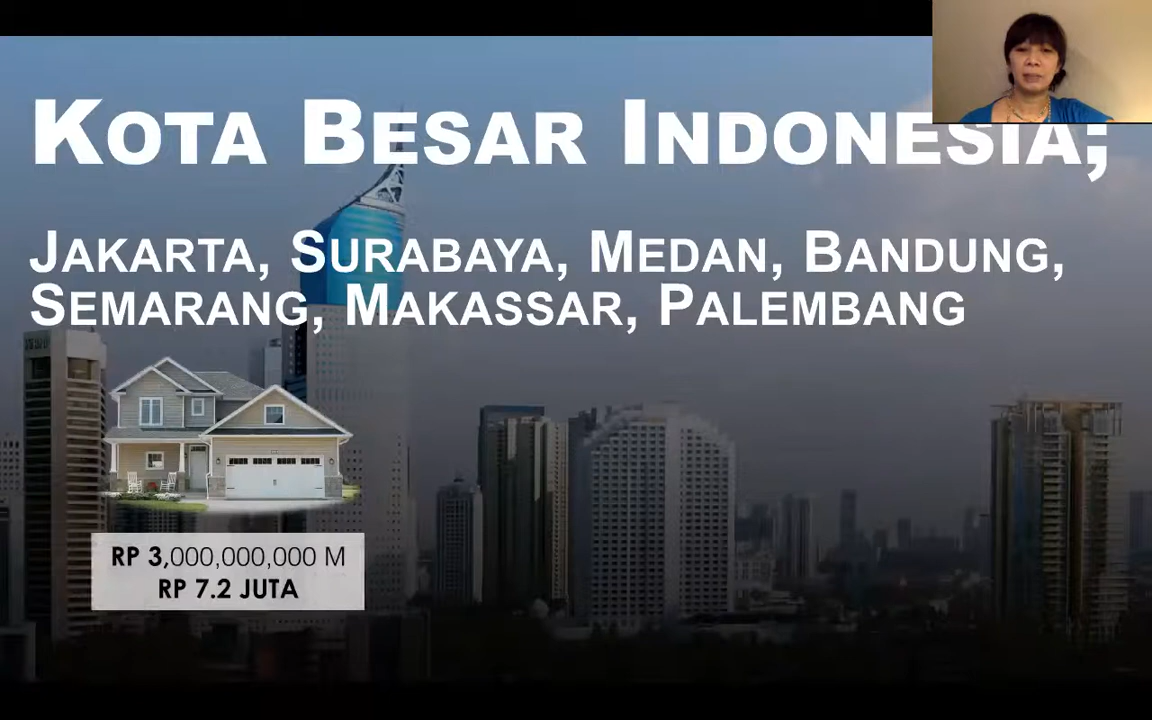 KOTA BESAR INDONESIA;
JAKARTA, SURABAYA, MEDAN, BANDUNG,
SEMARANG, MAKASSAR, PALEMBANG
RP 3,000,000,000 M
RP 7.2 JUTA